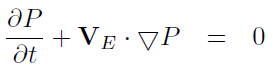 ∂P/∂t + V_E · ▽P = 0